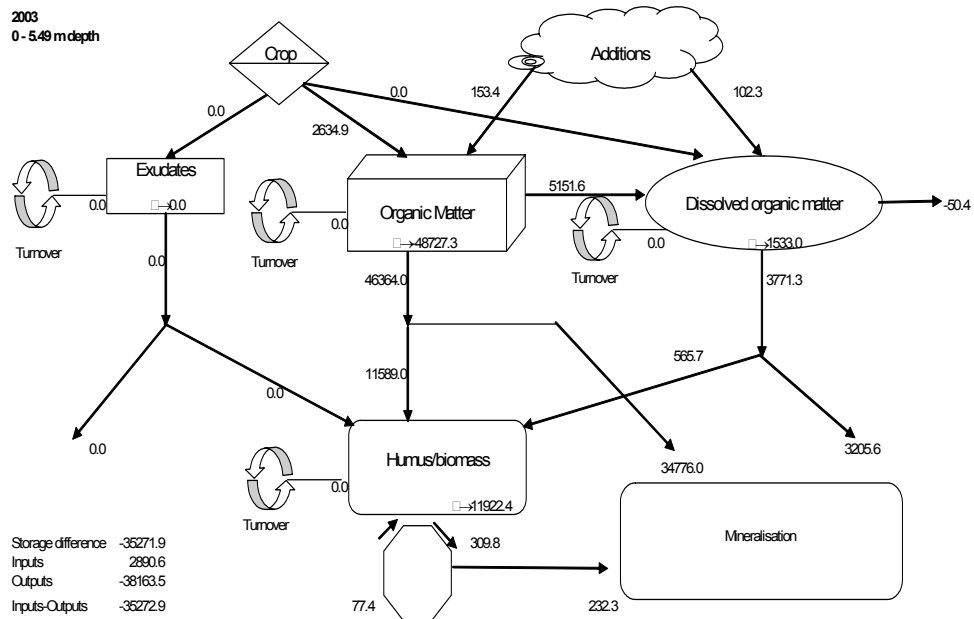 2003
0 - 5.49 m depth
Crop
Additions
0.0
2634.9
0.0
153.4
102.3
Exudates
0.0
□→0.0
Turnover
Organic Matter
0.0
□→48727.3
Turnover
5151.6
Dissolved organic matter
0.0
□→1533.0
Turnover
-50.4
0.0
46364.0
3771.3
11589.0
565.7
0.0
0.0
34776.0
3205.6
Humus/biomass
0.0
□→11922.4
Turnover
Mineralisation
309.8
77.4
232.3
Storage difference -35271.9
Inputs 2890.6
Outputs -38163.5
Inputs-Outputs -35272.9